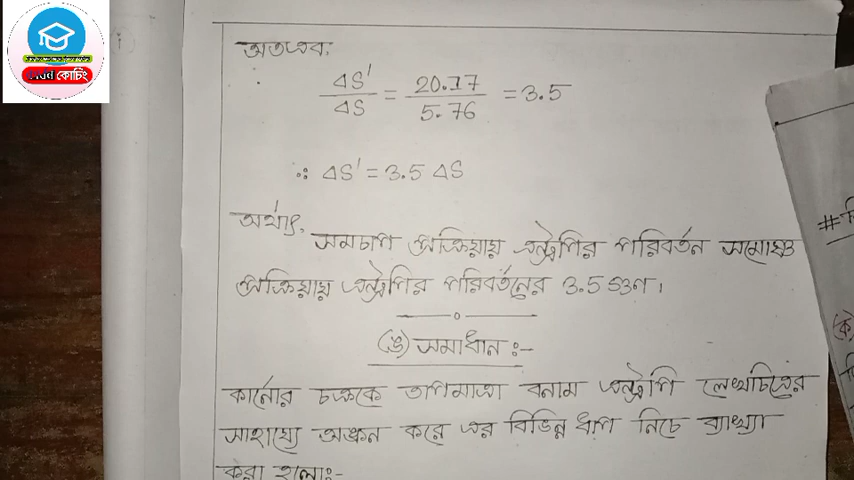 কোচিং
অতএব,
ΔS'/ΔS = 20.17/5.76 = 3.5
∴ ΔS' = 3.5 ΔS
অর্থাৎ,
সমচাপ প্রক্রিয়ায় এন্ট্রপির পরিবর্তন সমোষ্ণ
প্রক্রিয়ায় এন্ট্রপির পরিবর্তনের 3.5 গুণ।
(ঙ) সমাধান :-
কার্নোর চক্রকে তাপমাত্রা বনাম এন্ট্রপি লেখচিত্রের
সাহায্যে অঙ্কন করে এর বিভিন্ন ধাপ নিচে ব্যাখ্যা
করা হলো:-
#
(ক)